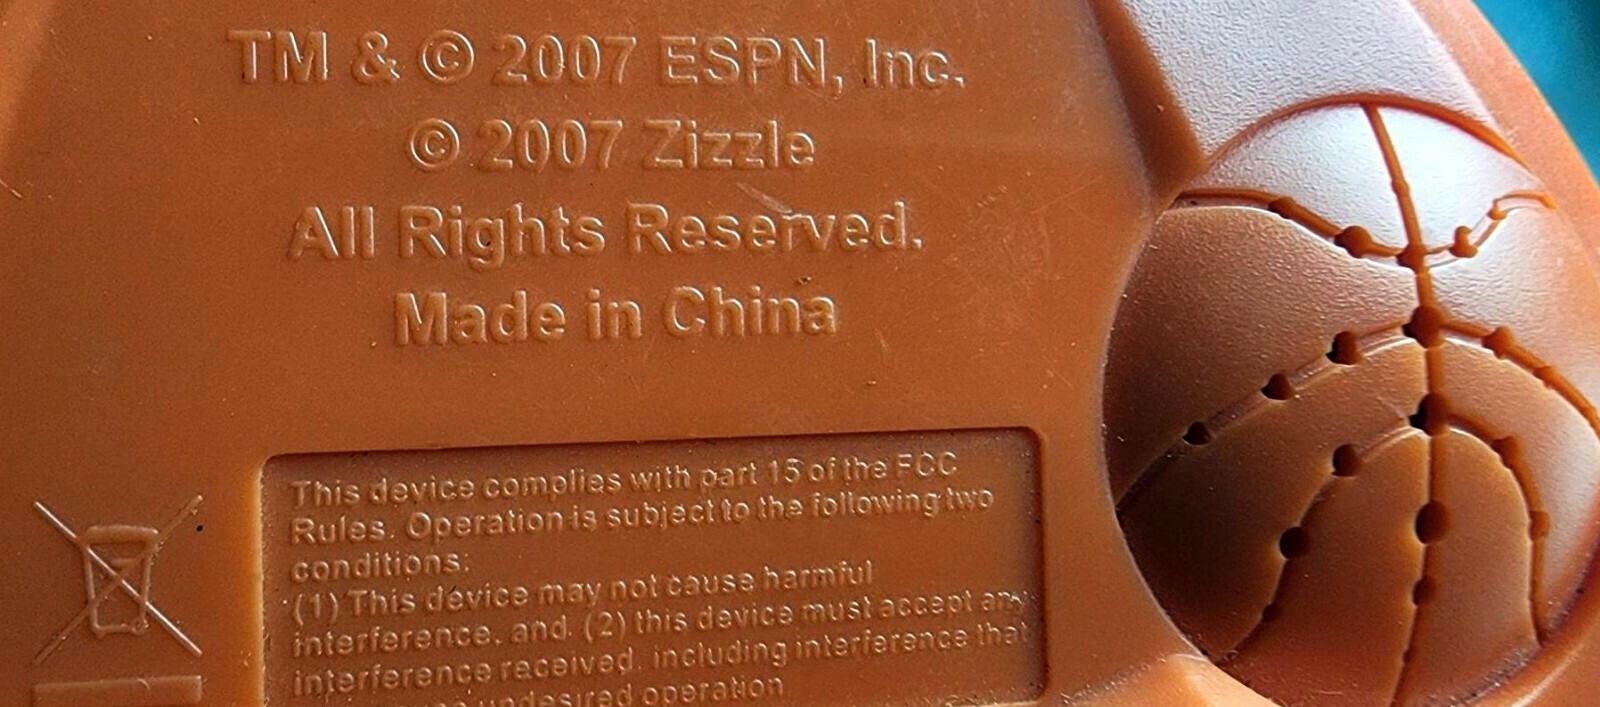 TM & © 2007 ESPN, Inc.
© 2007 Zizzle
All Rights Reserved.
Made in China
This device complies with part 15 of the FCC
Rules. Operation is subject to the following two
conditions:
(1) This device may not cause harmful
interference, and (2) this device must accept any
interference received, including interference that
undesired operation